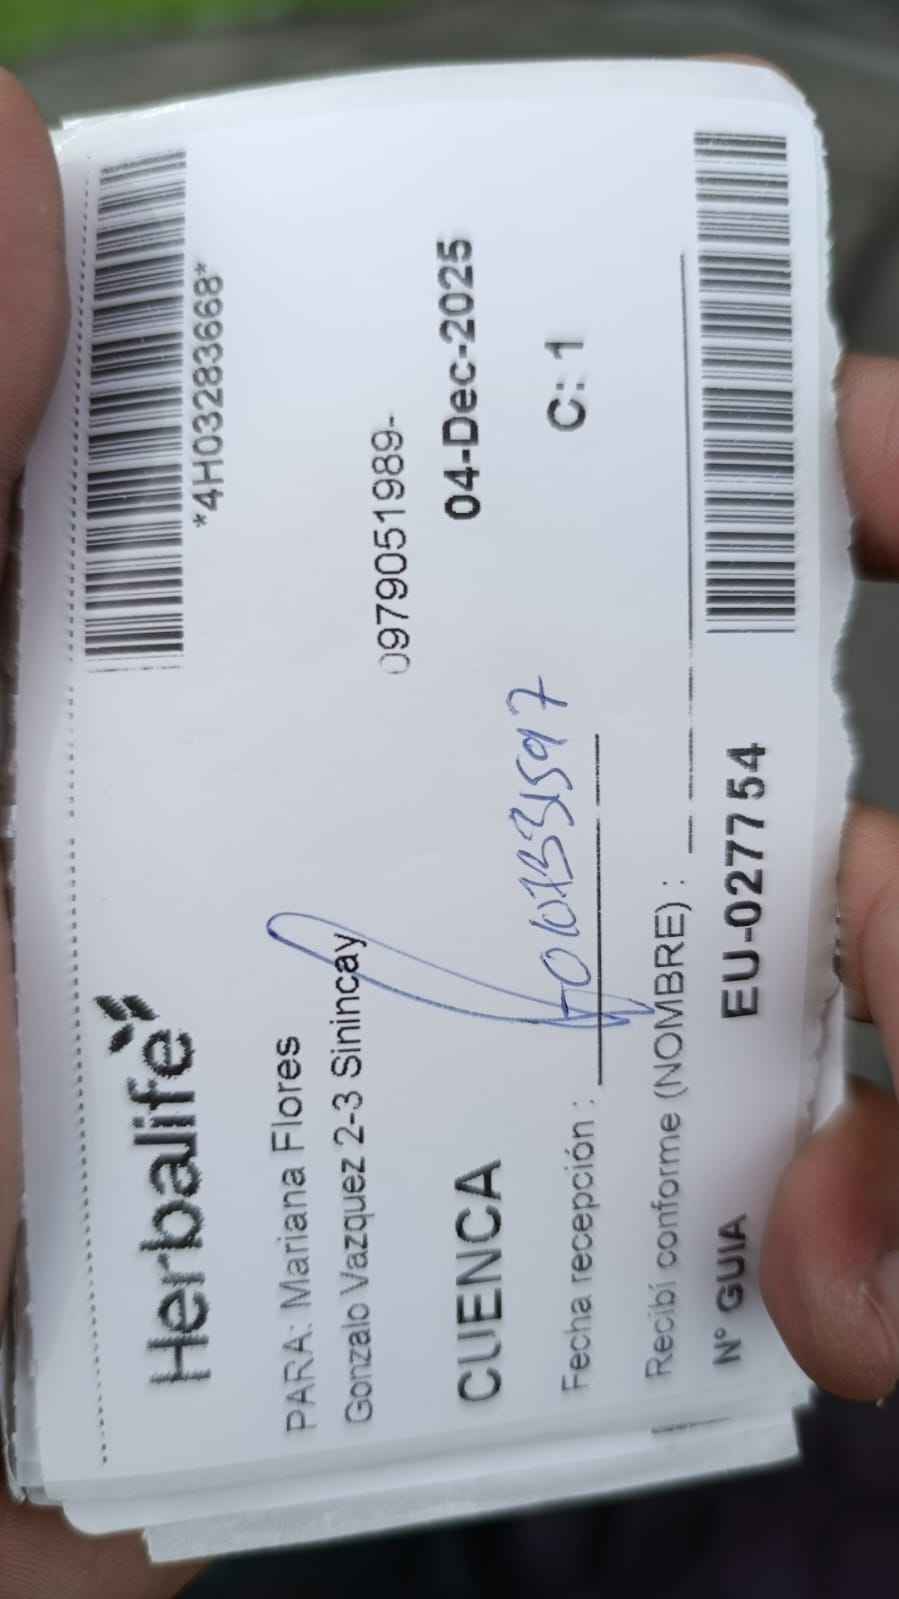 Herbalife
*4H03283668*
PARA: Mariana Flores
Gonzalo Vazquez 2-3 Sinincay
0979051989-
CUENCA
04-Dec-2025
Fecha recepción :
C: 1
Recibí conforme (NOMBRE) :
N° GUIA
EU-027754